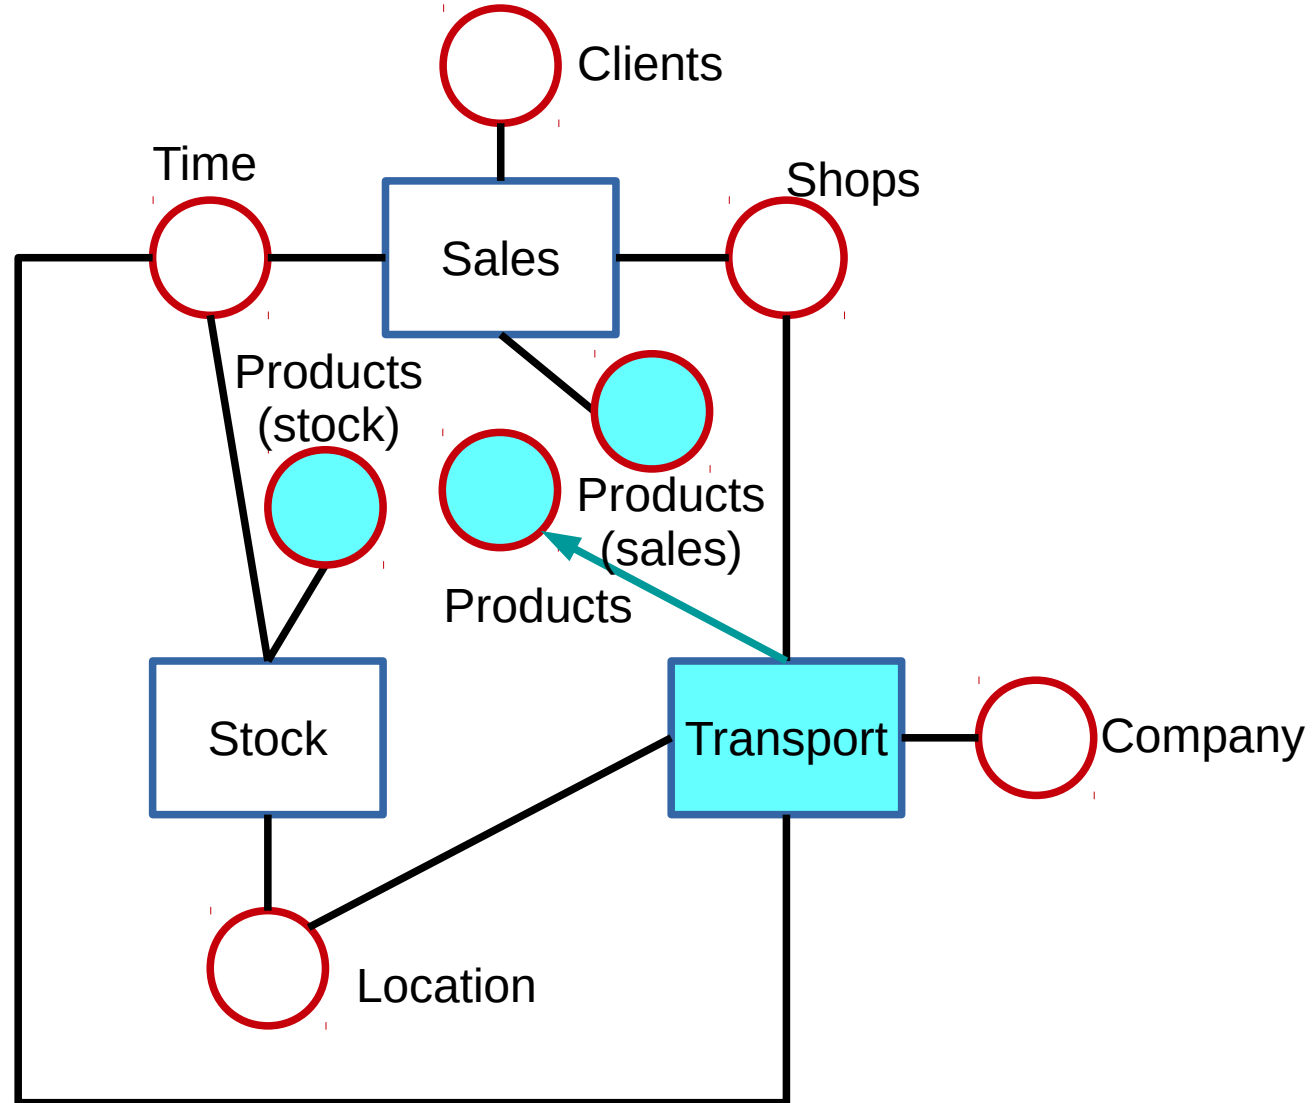 Clients
Time
Shops
Sales
Products
(stock)
Products
(sales)
Products
Stock
Transport
Company
Location